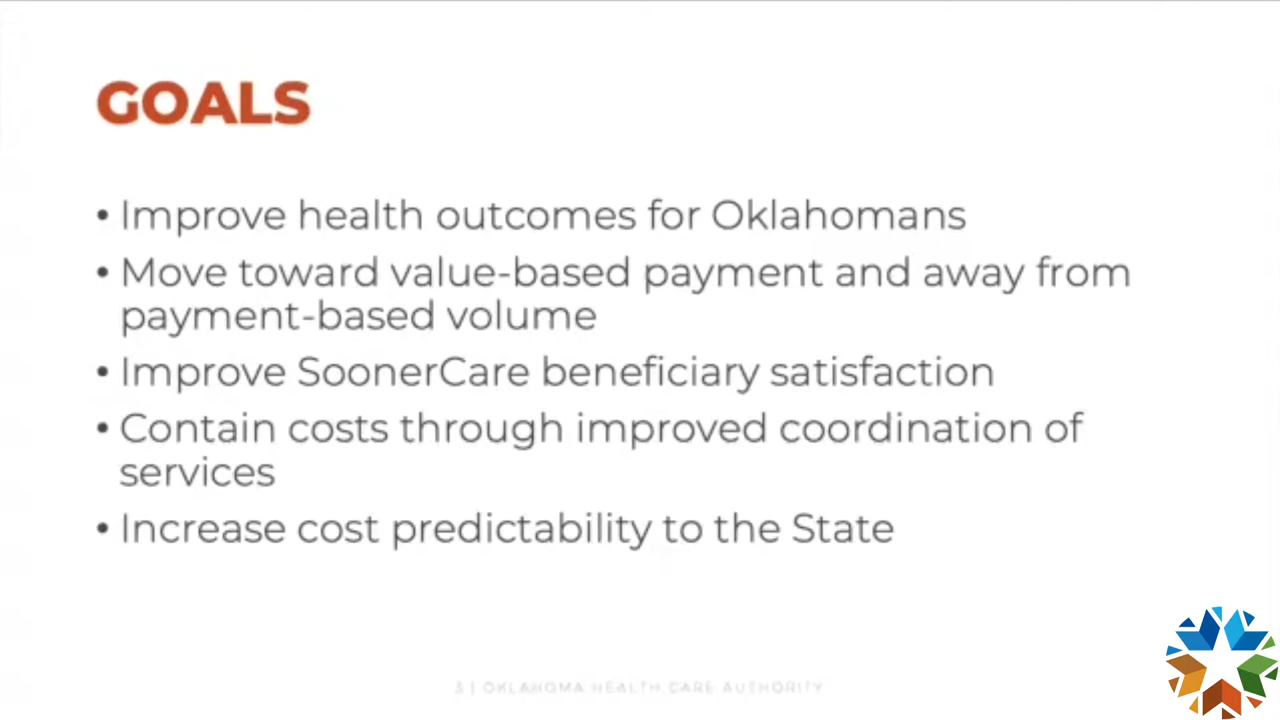 GOALS
• Improve health outcomes for Oklahomans
• Move toward value-based payment and away from
payment-based volume
• Improve SoonerCare beneficiary satisfaction
• Contain costs through improved coordination of
services
• Increase cost predictability to the State
3 | OKLAHOMA HEALTH CARE AUTHORITY